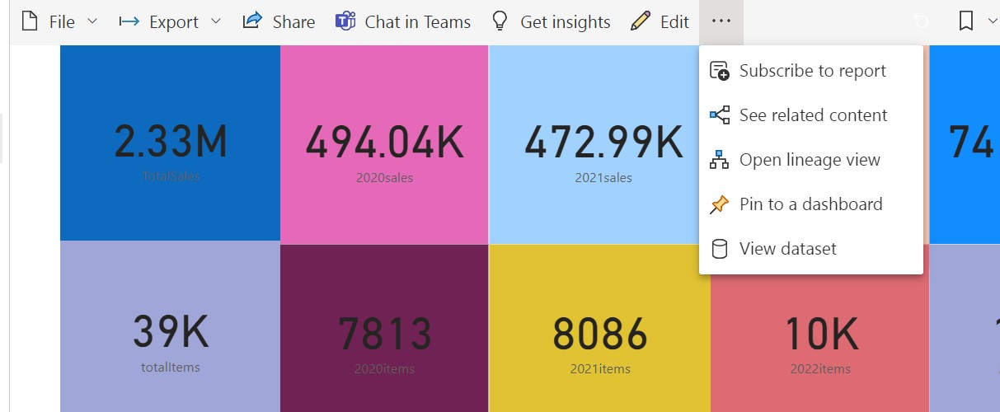 File Export Share Chat in Teams Get insights Edit ...
Subscribe to report
See related content
Open lineage view
Pin to a dashboard
View dataset
2.33M
TotalSales
494.04K
2020sales
472.99K
2021sales
74
39K
totalItems
7813
2020items
8086
2021items
10K
2022items